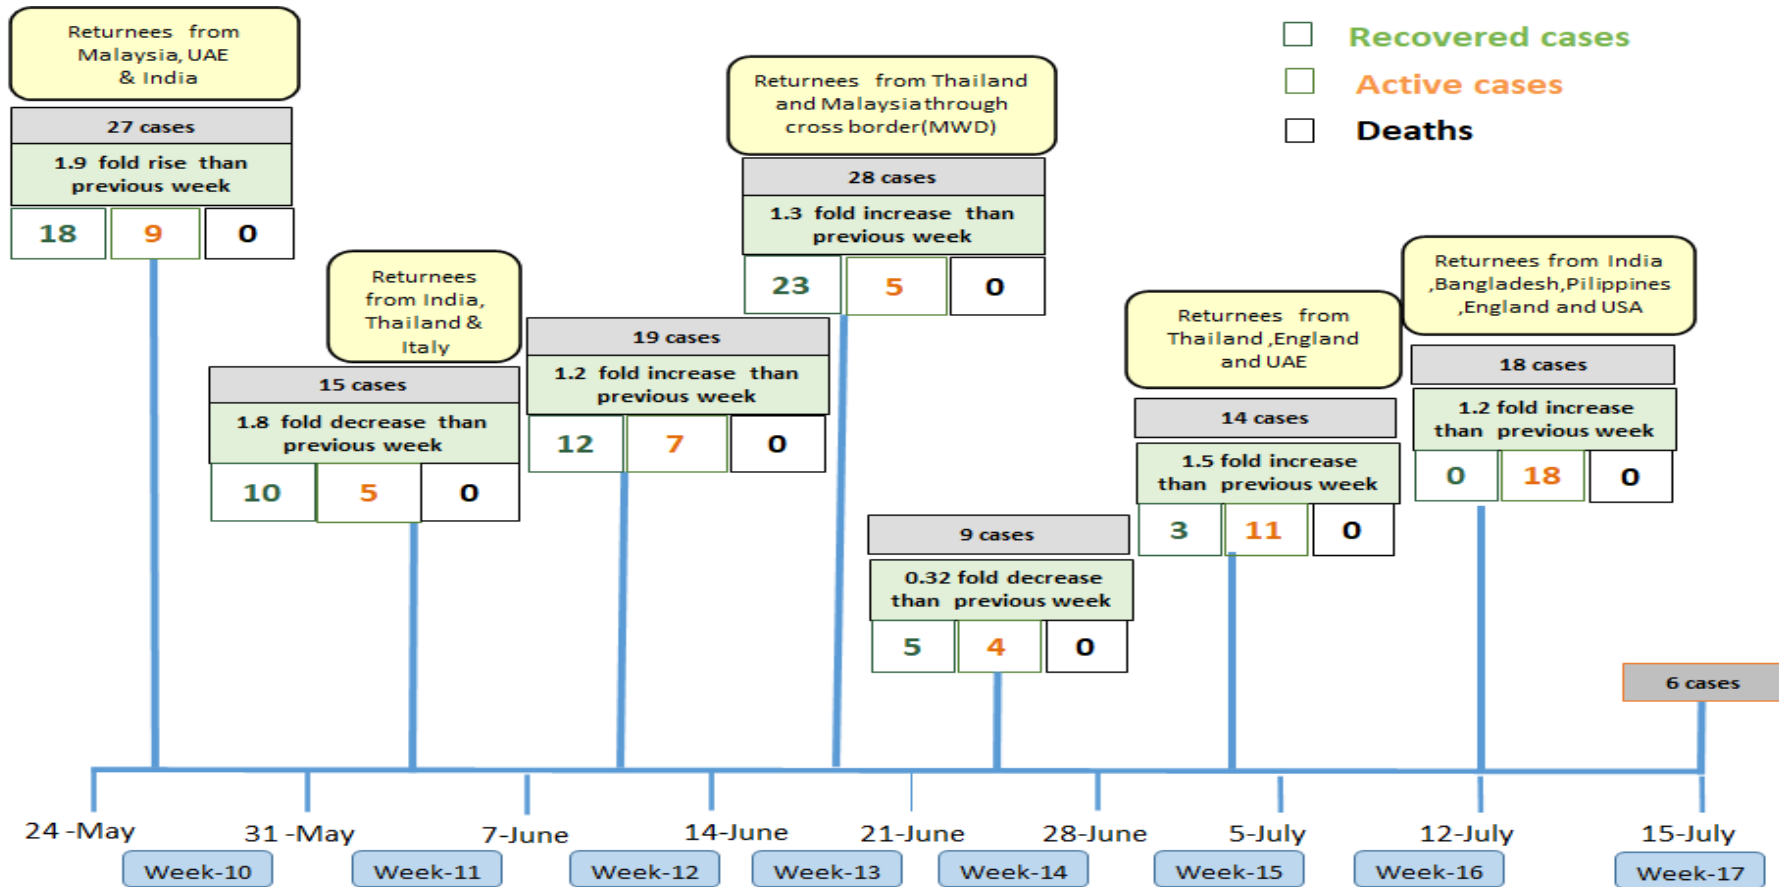 Returnees from
Malaysia, UAE
& India
27 cases
1.9 fold rise than
previous week
18 9 0
Returnees
from India,
Thailand &
Italy
15 cases
1.8 fold decrease than
previous week
10 5 0
19 cases
1.2 fold increase than
previous week
12 7 0
Returnees from Thailand
and Malaysia through
cross border(MWD)
28 cases
1.3 fold increase than
previous week
23 5 0
9 cases
0.32 fold decrease
than previous week
5 4 0
Returnees from
Thailand ,England
and UAE
14 cases
1.5 fold increase
than previous week
3 11 0
Returnees from India
,Bangladesh,Pilippines
,England and USA
18 cases
1.2 fold increase
than previous week
0 18 0
6 cases
Recovered cases
Active cases
Deaths
24 -May 31 -May 7-June 14-June 21-June 28-June 5-July 12-July 15-July
Week-10 Week-11 Week-12 Week-13 Week-14 Week-15 Week-16 Week-17